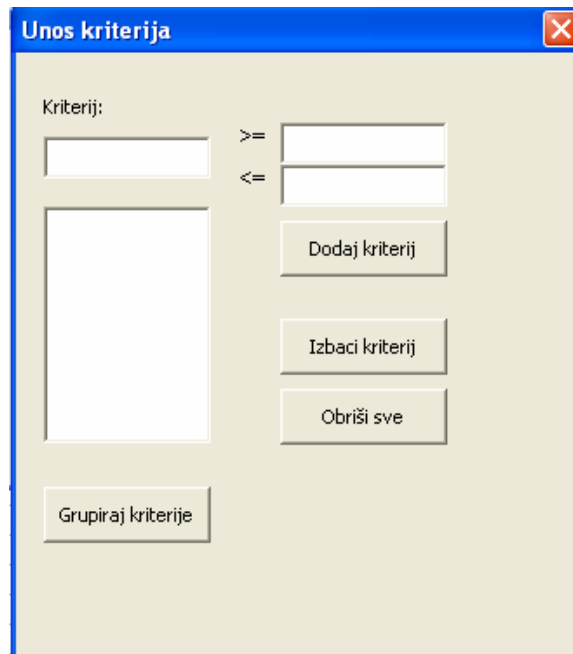 Unos kriterija
Kriterij:
>=
<=
Dodaj kriterij
Izbaci kriterij
Obriši sve
Grupiraj kriterije